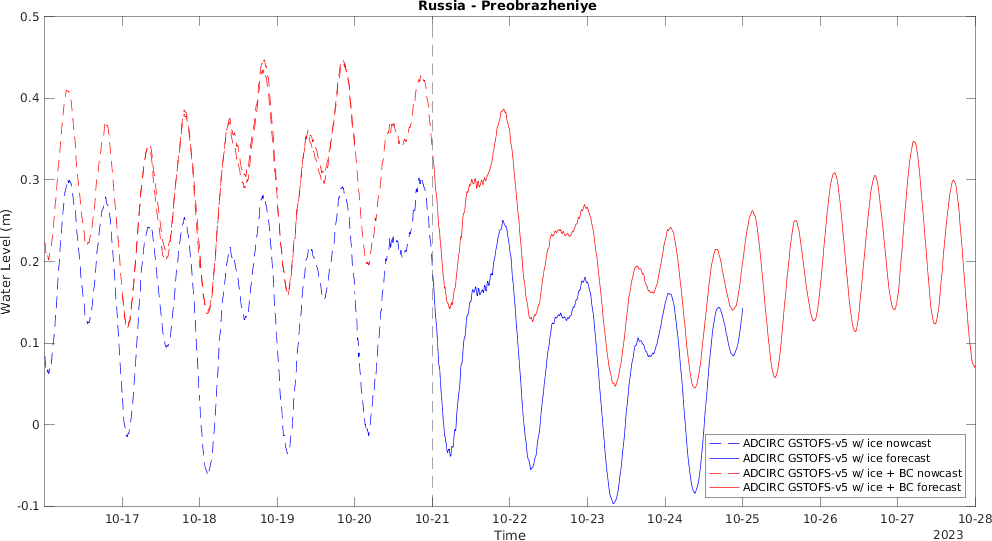 Russia - Preobrazheniye
0.5
0.4
0.3
0.2
0.1
0
-0.1
Water Level (m)
ADCIRC GSTOFS-v5 w/ ice nowcast
ADCIRC GSTOFS-v5 w/ ice forecast
ADCIRC GSTOFS-v5 w/ ice + BC nowcast
ADCIRC GSTOFS-v5 w/ ice + BC forecast
10-17 10-18 10-19 10-20 10-21 10-22 10-23 10-24 10-25 10-26 10-27 10-28
Time
2023